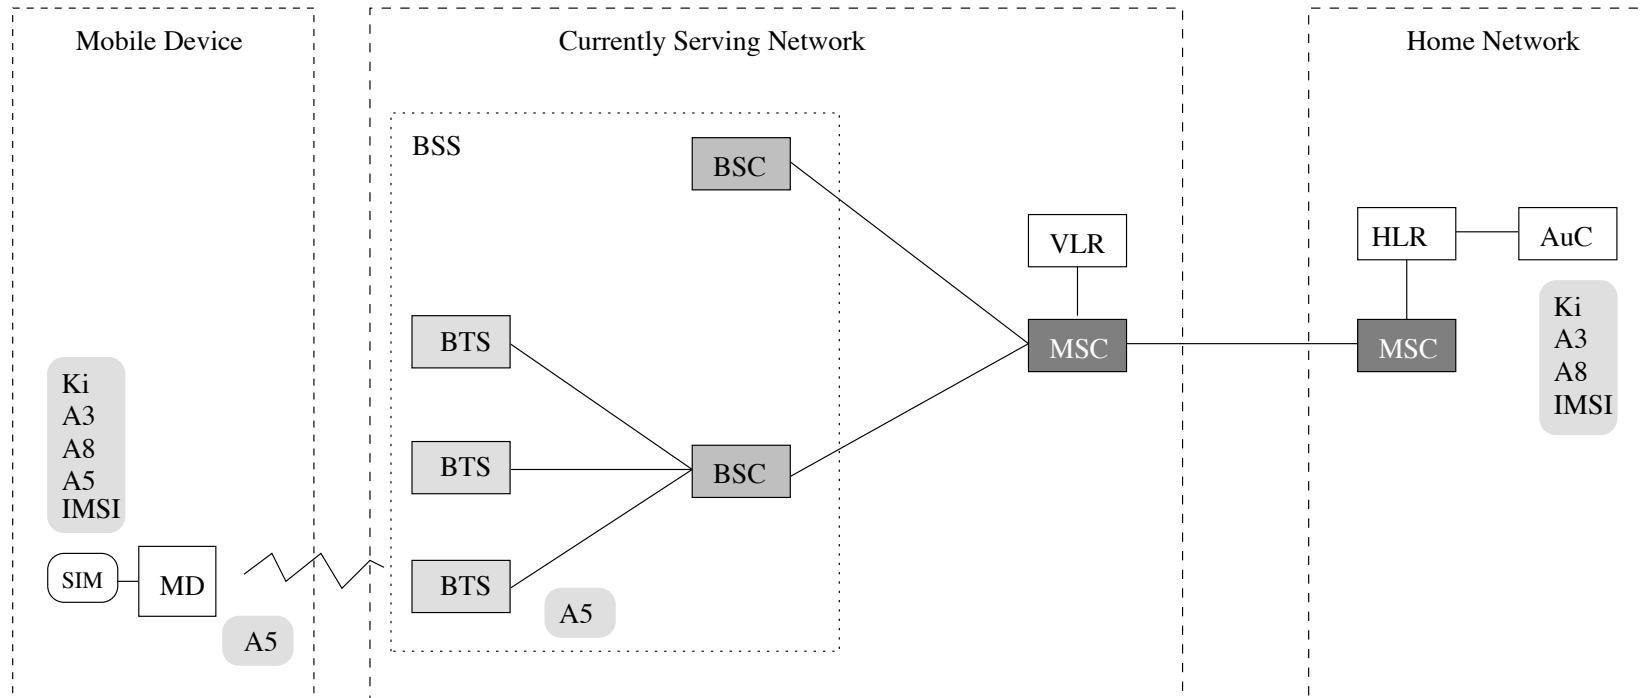 Mobile Device
Currently Serving Network
Home Network
BSS
BSC
VLR
HLR
AuC
BTS
MSC
MSC
Ki
A3
A8
IMSI
Ki
A3
A8
A5
IMSI
BTS
BSC
SIM
MD
BTS
A5
A5